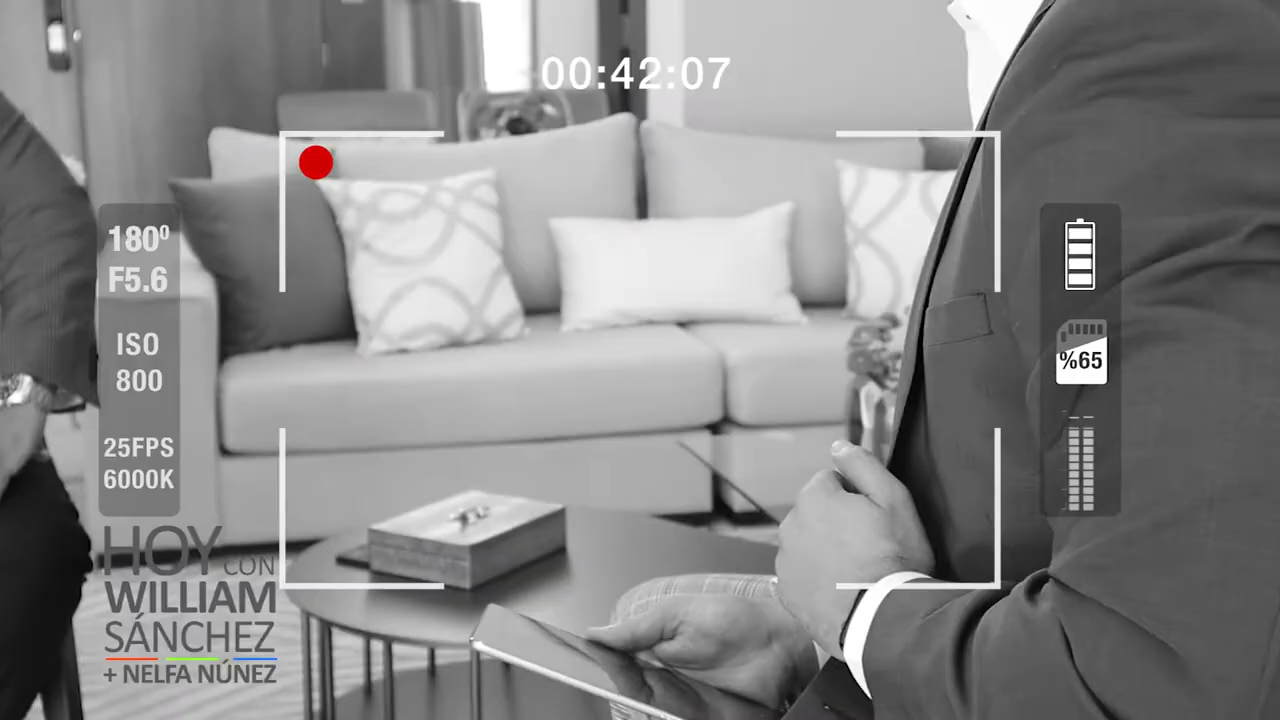 00:42:07
180⁰
F5.6
ISO
800
25FPS
6000K
%65
HOY CON
WILLIAM
SÁNCHEZ
+ NELFA NÚNEZ